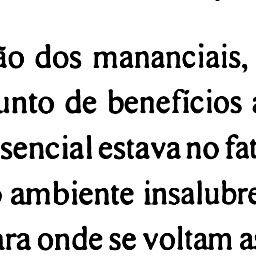 ão dos mananciais,
unto de benefícios a
sencial estava no fat
ambiente insalubre
ara onde se voltam as